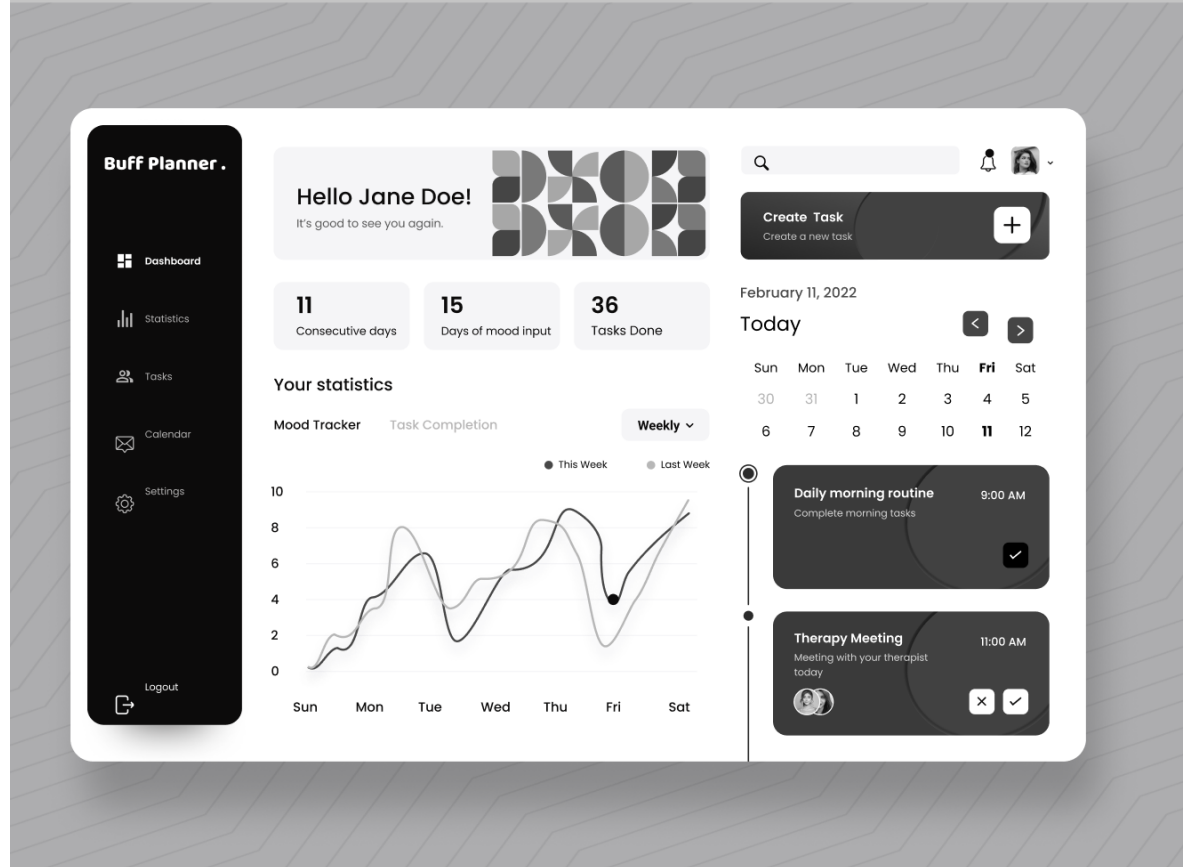 Buff Planner .
Dashboard
Statistics
Tasks
Calendar
Settings
Logout
Hello Jane Doe!
It's good to see you again.
11
Consecutive days
15
Days of mood input
36
Tasks Done
Your statistics
Mood Tracker Task Completion Weekly
This Week Last Week
10
8
6
4
2
0
Sun Mon Tue Wed Thu Fri Sat
Create Task
Create a new task
February 11, 2022
Today
Sun Mon Tue Wed Thu Fri Sat
30 31 1 2 3 4 5
6 7 8 9 10 11 12
Daily morning routine 9:00 AM
Complete morning tasks
Therapy Meeting 11:00 AM
Meeting with your therapist
today